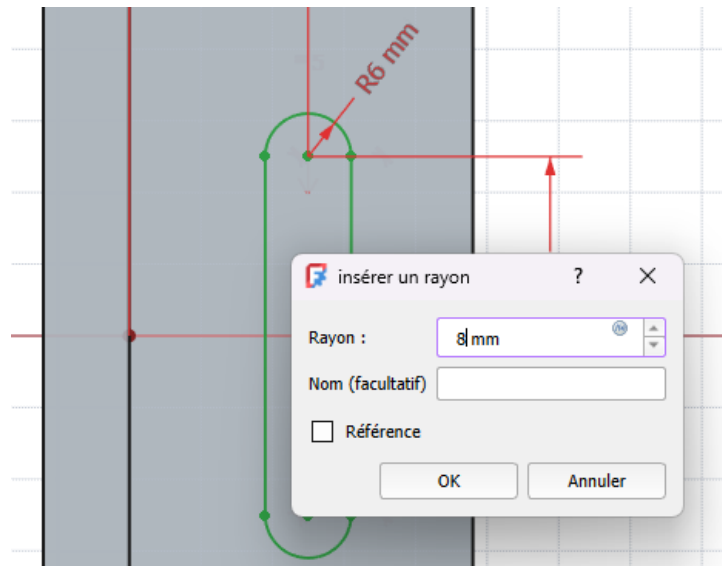 R6 mm
insérer un rayon ? ×
Rayon : 8 mm
Nom (facultatif)
Référence
OK Annuler